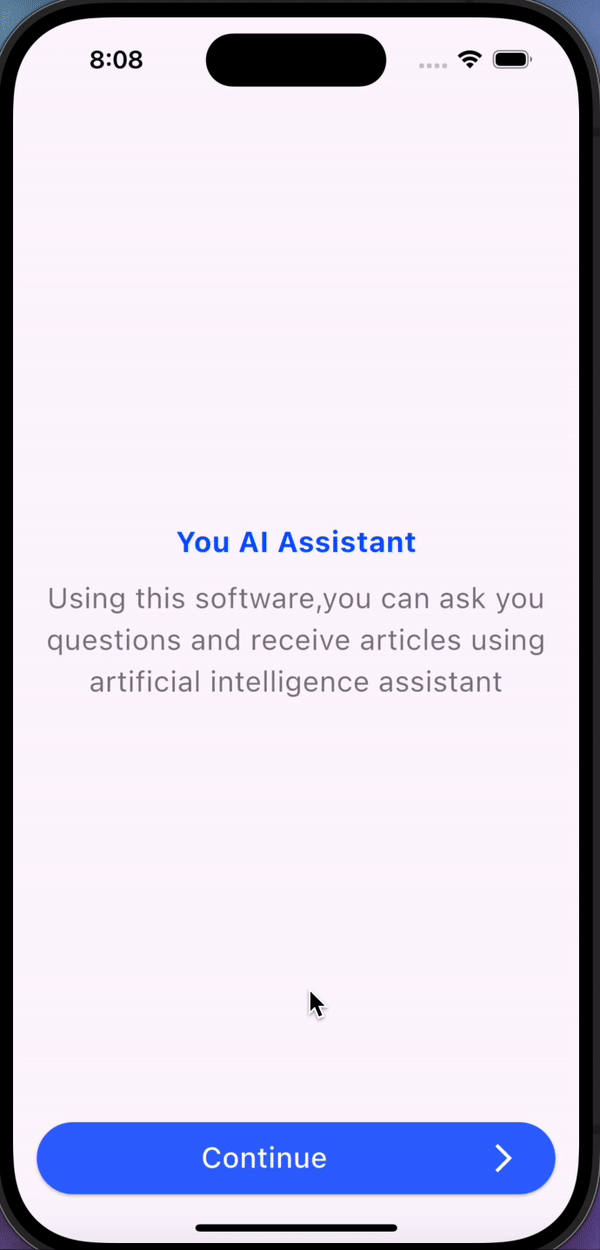 8:08
You AI Assistant
Using this software,you can ask you
questions and receive articles using
artificial intelligence assistant
Continue